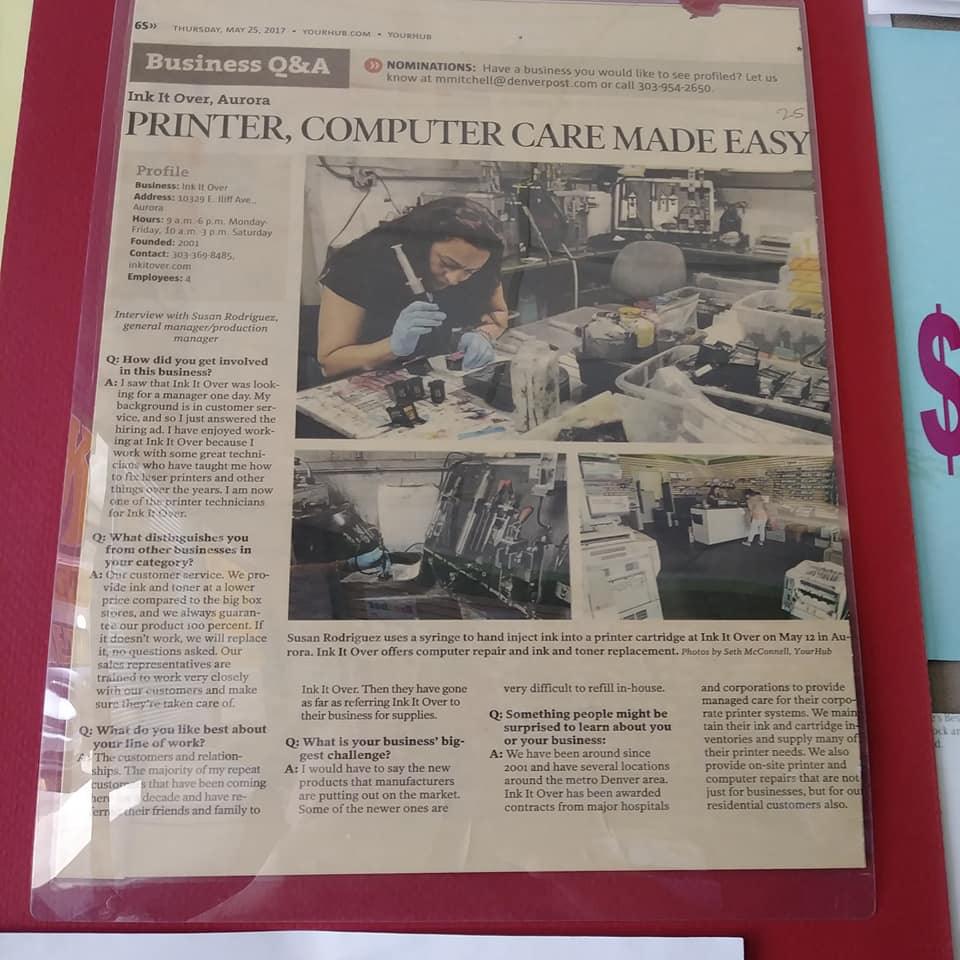 6S»
THURSDAY, MAY 25, 2017 • YOURHUB.COM • YOURHUB
Business Q&A
NOMINATIONS: Have a business you would like to see profiled? Let us
know at mmitchell@denverpost.com or call 303-954-2650.
Ink It Over, Aurora
25
PRINTER, COMPUTER CARE MADE EASY
Profile
Business: Ink It Over
Address: 10329 E. Iliff Ave.,
Aurora
Hours: 9 a.m.-6 p.m. Monday-
Friday, 10 a.m.-3 p.m. Saturday
Founded: 2001
Contact: 303-369-8485,
inkitover.com
Employees: 4
Interview with Susan Rodriguez,
general manager/production
manager
Q: How did you get involved
in this business?
A: I saw that Ink It Over was look-
ing for a manager one day. My
background is in customer ser-
vice, and so I just answered the
hiring ad. I have enjoyed work-
ing at Ink It Over because I
work with some great techni-
cians who have taught me how
to fix laser printers and other
things over the years. I am now
one of the printer technicians
for Ink It Over.
Q: What distinguishes you
from other businesses in
your category?
A: Our customer service. We pro-
vide ink and toner at a lower
price compared to the big box
stores, and we always guaran-
tee our product 100 percent. If
it doesn't work, we will replace
it, no questions asked. Our
sales representatives are
trained to work very closely
with our customers and make
sure they're taken care of.
Q: What do you like best about
your line of work?
A: The customers and relation-
ships. The majority of my repeat
customers that have been coming
decade and have re-
their friends and family to
Susan Rodriguez uses a syringe to hand inject ink into a printer cartridge at Ink It Over on May 12 in Au-
rora. Ink It Over offers computer repair and ink and toner replacement. Photos by Seth McConnell, YourHub
Ink It Over. Then they have gone
as far as referring Ink It Over to
their business for supplies.
Q: What is your business' big-
gest challenge?
A: I would have to say the new
products that manufacturers
are putting out on the market.
Some of the newer ones are
very difficult to refill in-house.
Q: Something people might be
surprised to learn about you
or your business:
A: We have been around since
2001 and have several locations
around the metro Denver area.
Ink It Over has been awarded
contracts from major hospitals
and corporations to provide
managed care for their corpo-
rate printer systems. We main
tain their ink and cartridge in-
ventories and supply many of
their printer needs. We also
provide on-site printer and
computer repairs that are not
just for businesses, but for our
residential customers also.
$